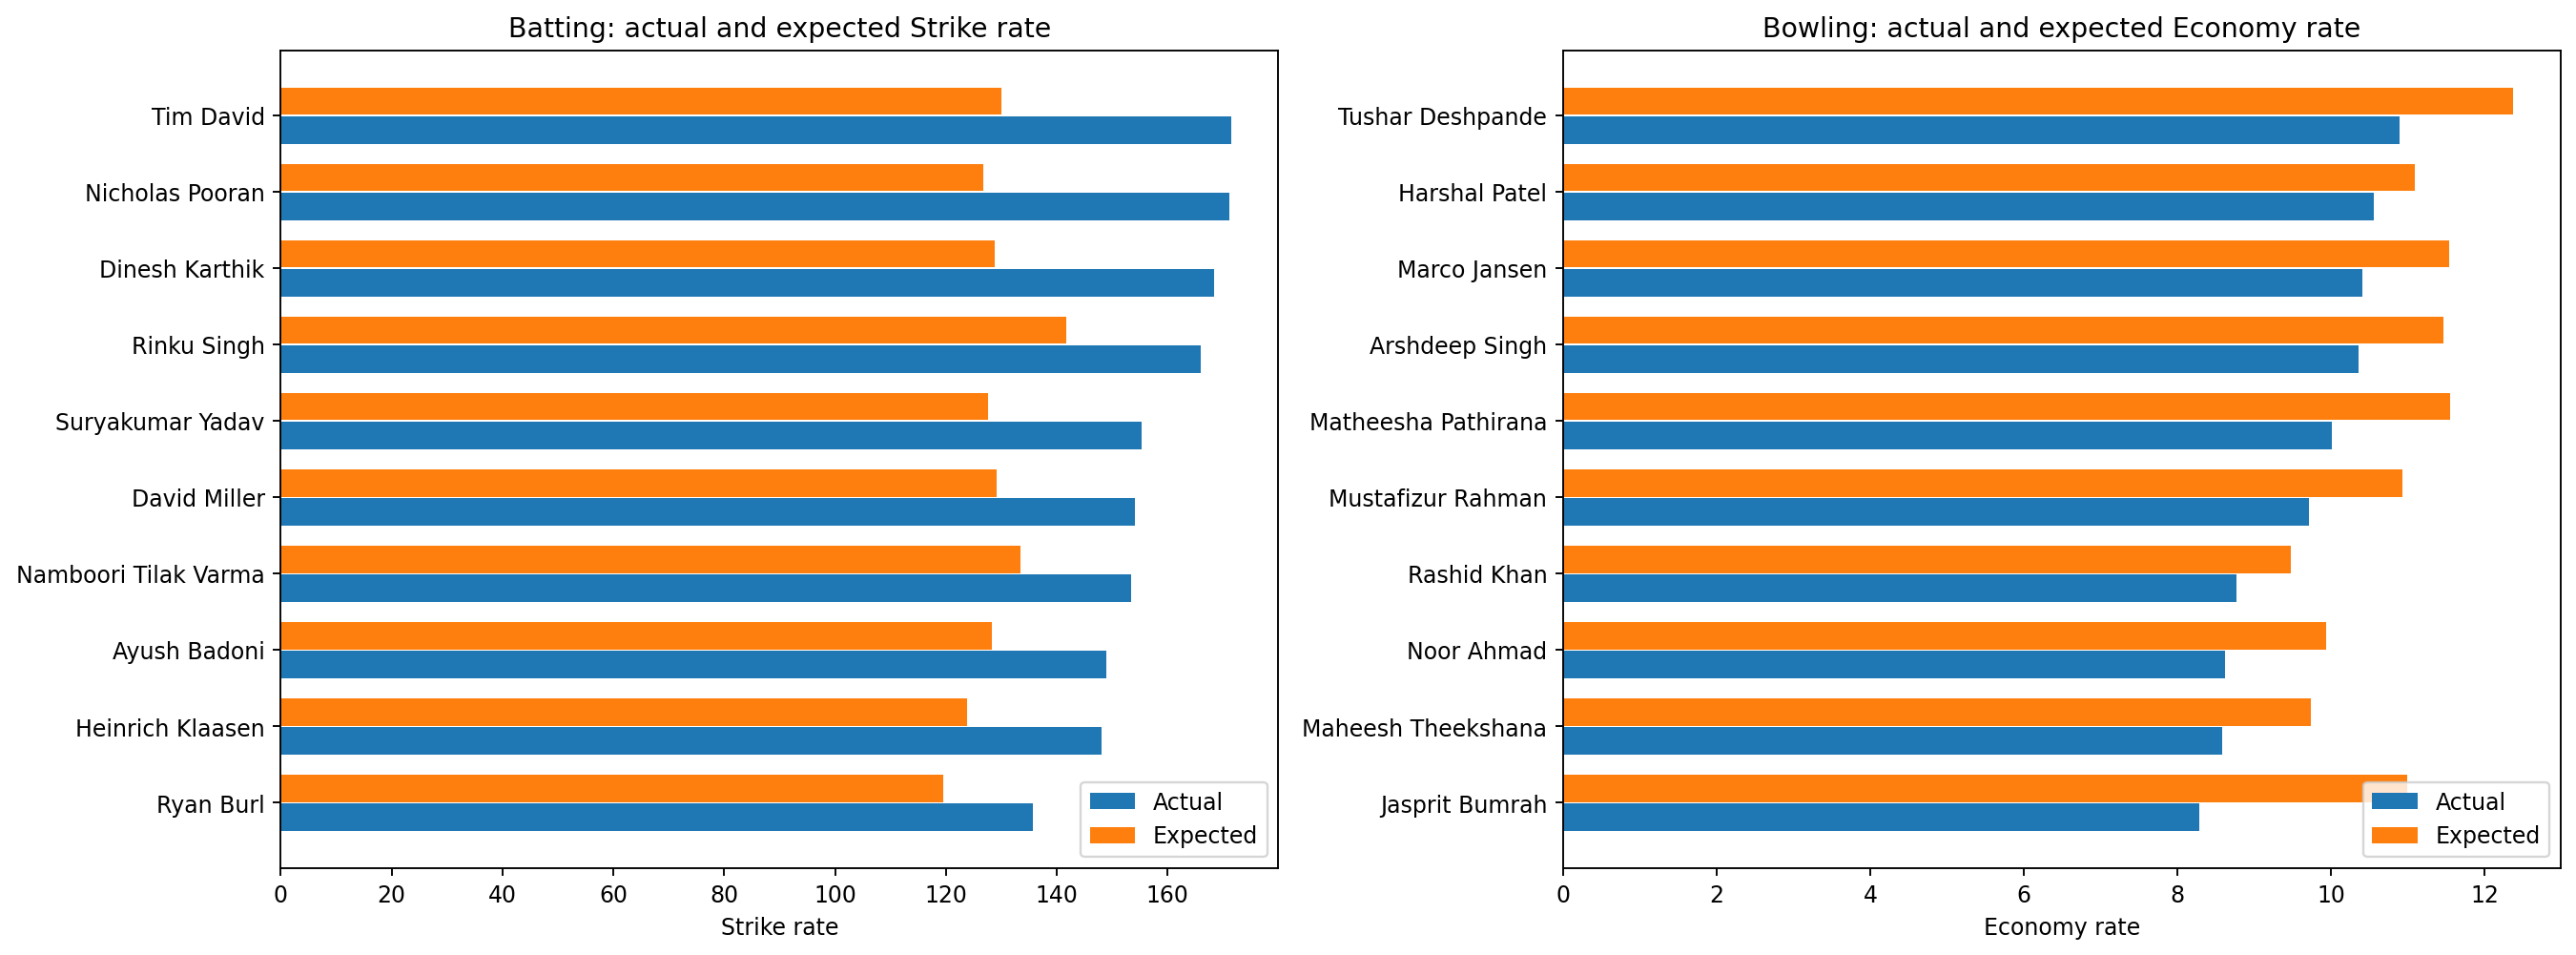 Batting: actual and expected Strike rate
Tim David
Nicholas Pooran
Dinesh Karthik
Rinku Singh
Suryakumar Yadav
David Miller
Namboori Tilak Varma
Ayush Badoni
Heinrich Klaasen
Ryan Burl
Actual
Expected
0 20 40 60 80 100 120 140 160
Strike rate
Bowling: actual and expected Economy rate
Tushar Deshpande
Harshal Patel
Marco Jansen
Arshdeep Singh
Matheesha Pathirana
Mustafizur Rahman
Rashid Khan
Noor Ahmad
Maheesh Theekshana
Jasprit Bumrah
Actual
Expected
0 2 4 6 8 10 12
Economy rate